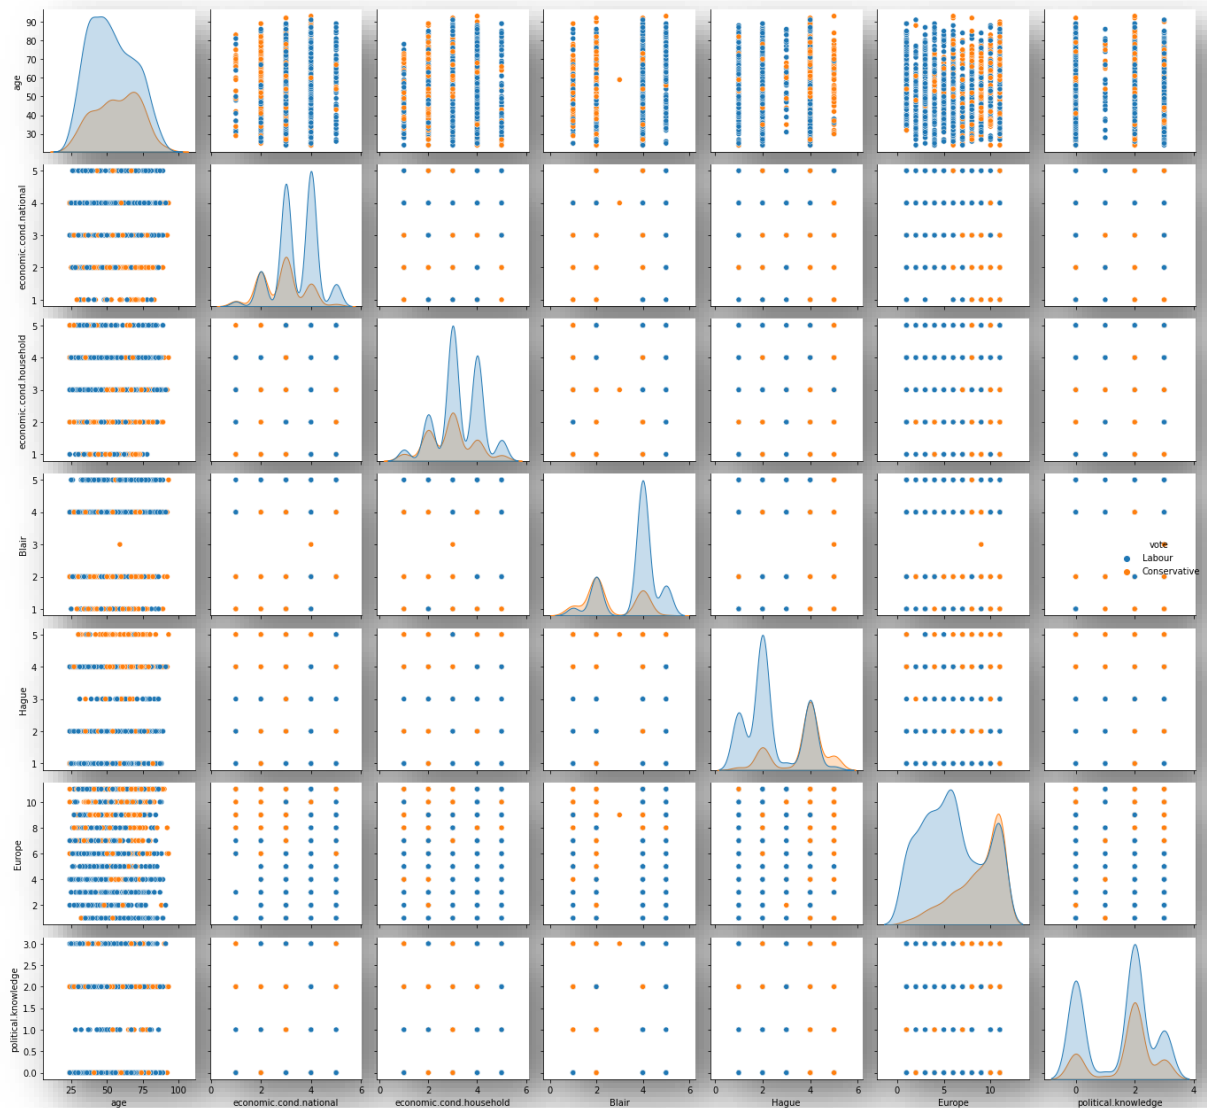 90
80
70
60
50
40
30
age
5
4
3
2
1
economic.cond.national
5
4
3
2
1
economic.cond.household
5
4
3
2
1
Blair
vote
Labour
Conservative
5
4
3
2
1
Hague
10
8
6
4
2
Europe
3.0
2.5
2.0
1.5
1.0
0.5
0.0
political.knowledge
25 50 75 100
age
0 2 4 6
economic.cond.national
0 2 4 6
economic.cond.household
0 2 4 6
Blair
0 2 4 6
Hague
0 5 10
Europe
0 2 4
political.knowledge